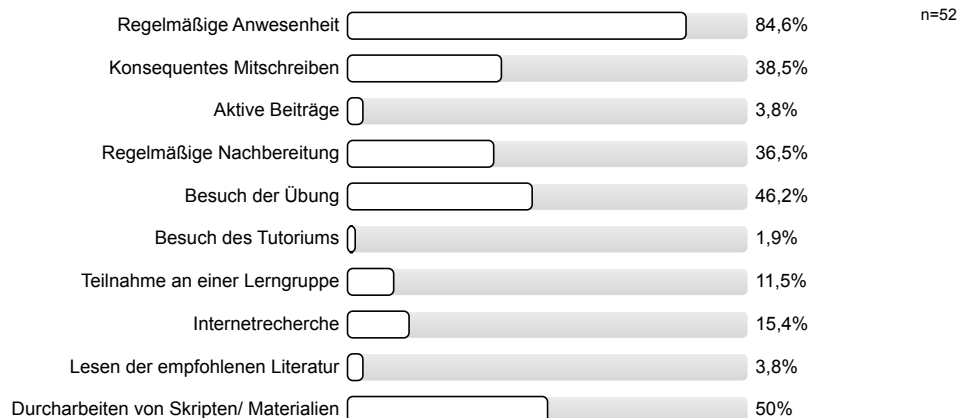 Regelmäßige Anwesenheit 84,6% n=52
Konsequentes Mitschreiben 38,5%
Aktive Beiträge 3,8%
Regelmäßige Nachbereitung 36,5%
Besuch der Übung 46,2%
Besuch des Tutoriums 1,9%
Teilnahme an einer Lerngruppe 11,5%
Internetrecherche 15,4%
Lesen der empfohlenen Literatur 3,8%
Durcharbeiten von Skripten/ Materialien 50%